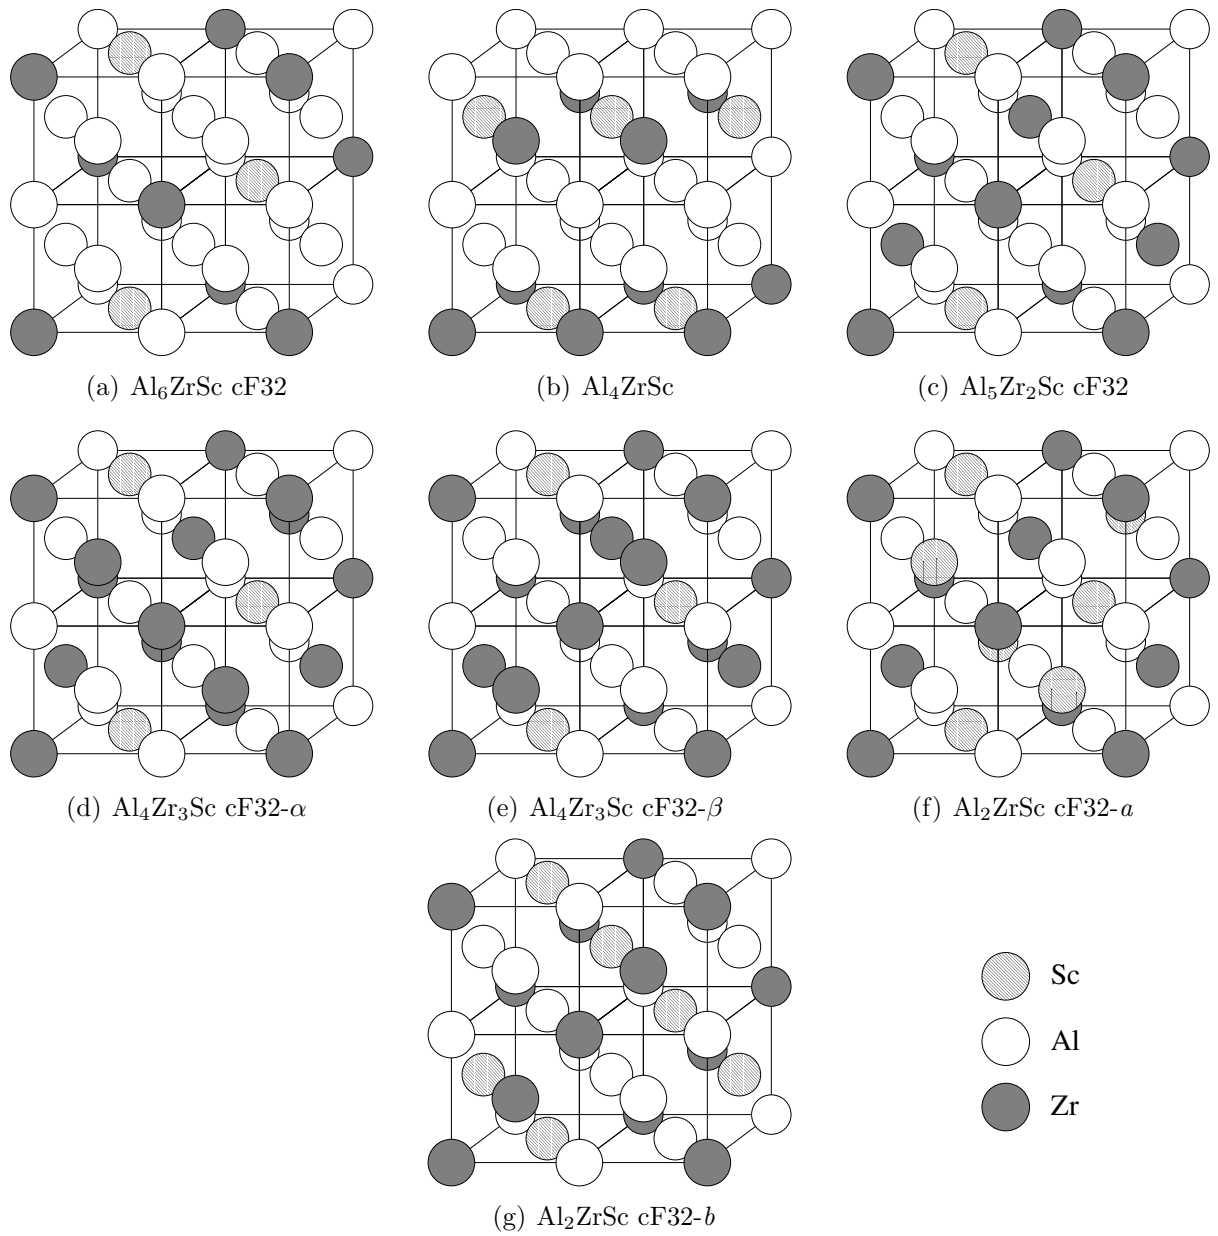 (a) Al₆ZrSc cF32
(b) Al₄ZrSc
(c) Al₅Zr₂Sc cF32
(d) Al₄Zr₃Sc cF32-α
(e) Al₄Zr₃Sc cF32-β
(f) Al₂ZrSc cF32-a
(g) Al₂ZrSc cF32-b
Sc
Al
Zr